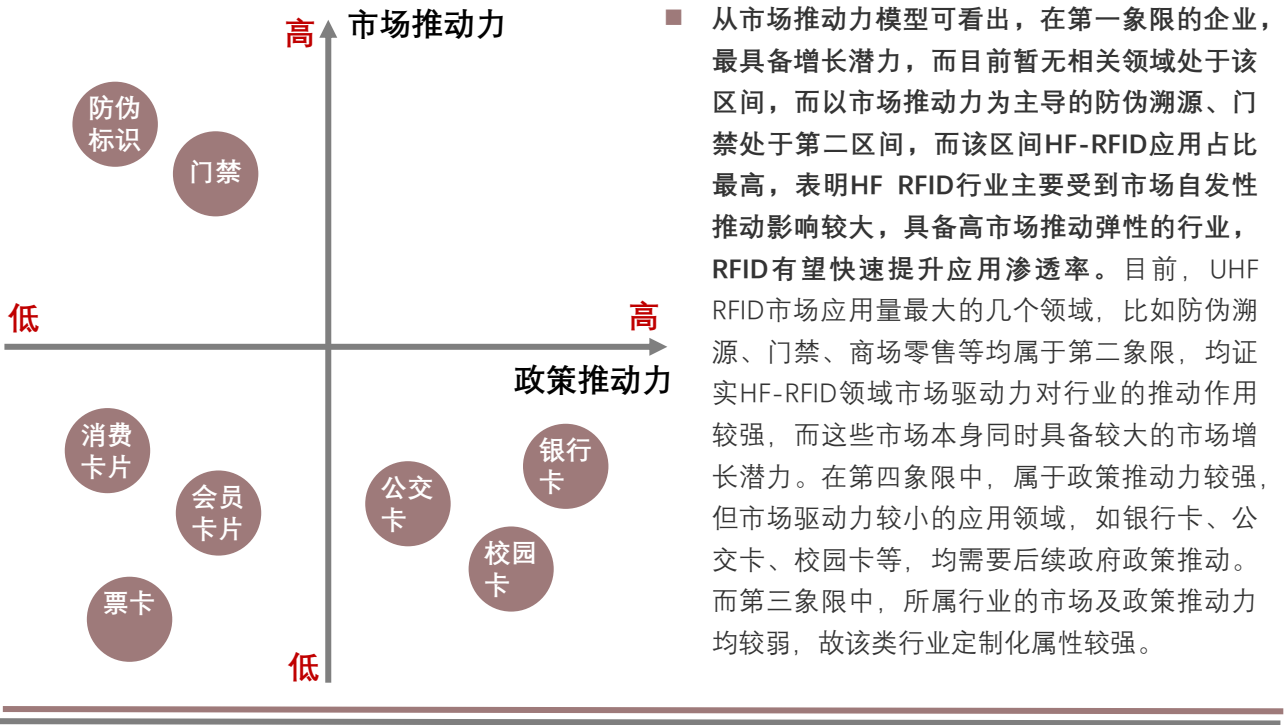 高
市场推动力
防伪
标识
门禁
低
高
政策推动力
消费
卡片
会员
卡片
票卡
公交
卡
银行
卡
校园
卡
低
■ 从市场推动力模型可看出，在第一象限的企业，
最具备增长潜力，而目前暂无相关领域处于该
区间，而以市场推动力为主导的防伪溯源、门
禁处于第二区间，而该区间HF-RFID应用占比
最高，表明HF RFID行业主要受到市场自发性
推动影响较大，具备高市场推动弹性的行业，
RFID有望快速提升应用渗透率。目前，UHF
RFID市场应用量最大的几个领域，比如防伪溯
源、门禁、商场零售等均属于第二象限，均证
实HF-RFID领域市场驱动力对行业的推动作用
较强，而这些市场本身同时具备较大的市场增
长潜力。在第四象限中，属于政策推动力较强，
但市场驱动力较小的应用领域，如银行卡、公
交卡、校园卡等，均需要后续政府政策推动。
而第三象限中，所属行业的市场及政策推动力
均较弱，故该类行业定制化属性较强。